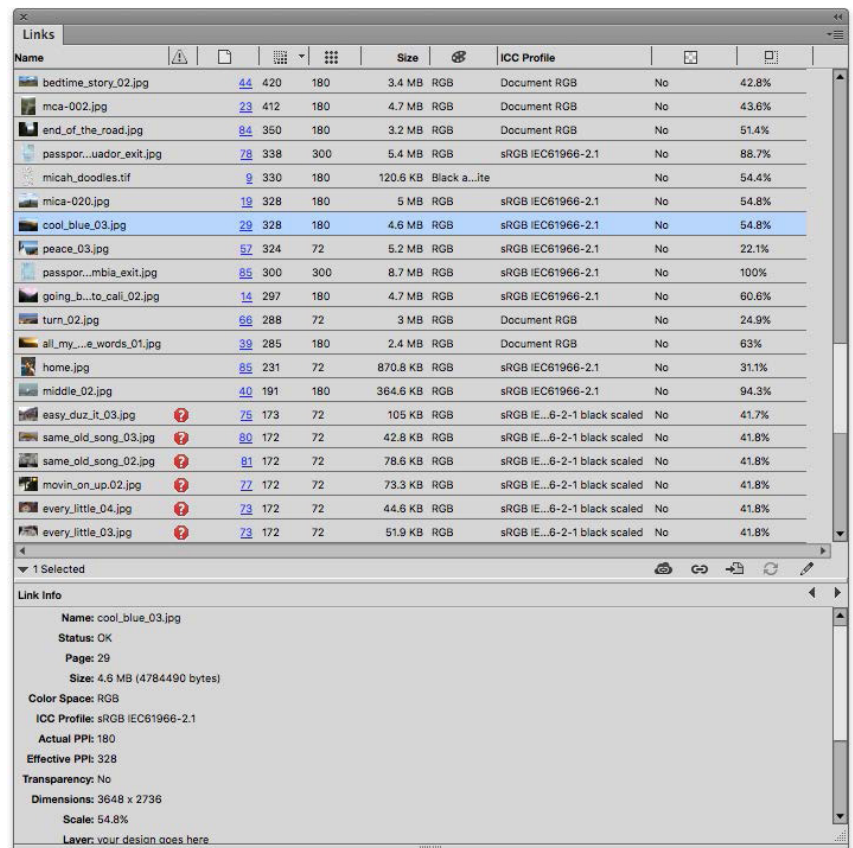 Links
Name Size ICC Profile
bedtime_story_02.jpg 44 420 180 3.4 MB RGB Document RGB No 42.8%
mca-002.jpg 23 412 180 4.7 MB RGB Document RGB No 43.6%
end_of_the_road.jpg 84 350 180 3.2 MB RGB Document RGB No 51.4%
passpor...uador_exit.jpg 78 338 300 5.4 MB RGB sRGB IEC61966-2.1 No 88.7%
micah_doodles.tif 9 330 180 120.6 KB Black a...ite No 54.4%
mica-020.jpg 19 328 180 5 MB RGB sRGB IEC61966-2.1 No 54.8%
cool_blue_03.jpg 29 328 180 4.6 MB RGB sRGB IEC61966-2.1 No 54.8%
peace_03.jpg 57 324 72 5.2 MB RGB sRGB IEC61966-2.1 No 22.1%
passpor...mbia_exit.jpg 85 300 300 8.7 MB RGB sRGB IEC61966-2.1 No 100%
going_b...to_cali_02.jpg 14 297 180 4.7 MB RGB sRGB IEC61966-2.1 No 60.6%
turn_02.jpg 66 288 72 3 MB RGB Document RGB No 24.9%
all_my_...e_words_01.jpg 39 285 180 2.4 MB RGB Document RGB No 63%
home.jpg 85 231 72 870.8 KB RGB sRGB IEC61966-2.1 No 31.1%
middle_02.jpg 40 191 180 364.6 KB RGB sRGB IEC61966-2.1 No 94.3%
easy_duz_it_03.jpg ? 75 173 72 105 KB RGB sRGB IE...6-2-1 black scaled No 41.7%
same_old_song_03.jpg ? 80 172 72 42.8 KB RGB sRGB IE...6-2-1 black scaled No 41.8%
same_old_song_02.jpg ? 81 172 72 78.6 KB RGB sRGB IE...6-2-1 black scaled No 41.8%
movin_on_up.02.jpg ? 77 172 72 73.3 KB RGB sRGB IE...6-2-1 black scaled No 41.8%
every_little_04.jpg ? 73 172 72 44.6 KB RGB sRGB IE...6-2-1 black scaled No 41.8%
every_little_03.jpg ? 73 172 72 51.9 KB RGB sRGB IE...6-2-1 black scaled No 41.8%
1 Selected
Link Info
Name: cool_blue_03.jpg
Status: OK
Page: 29
Size: 4.6 MB (4784490 bytes)
Color Space: RGB
ICC Profile: sRGB IEC61966-2.1
Actual PPI: 180
Effective PPI: 328
Transparency: No
Dimensions: 3648 x 2736
Scale: 54.8%
Layer: your design goes here